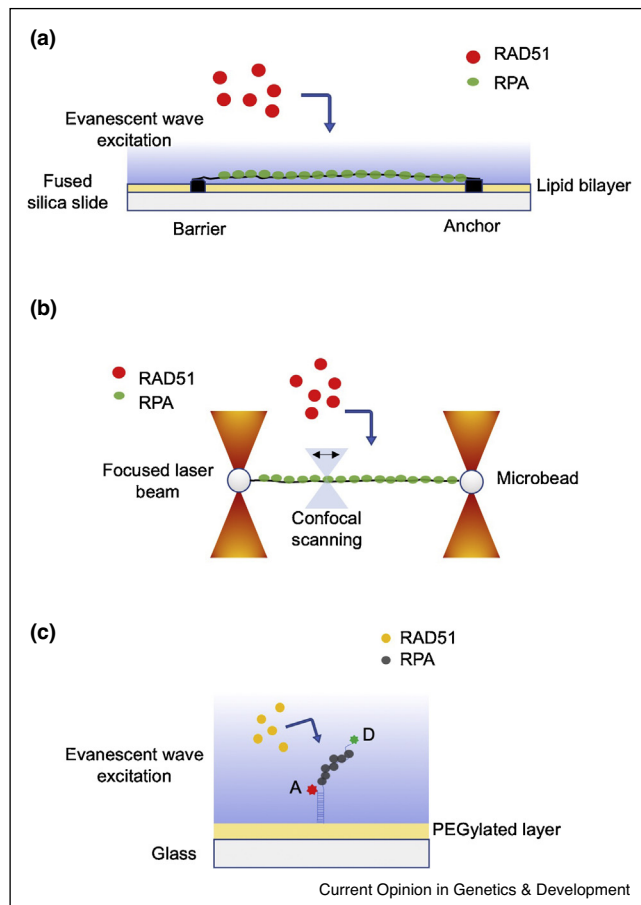 (a)
RAD51
RPA
Evanescent wave
excitation
Fused
silica slide
Lipid bilayer
Barrier
Anchor
(b)
RAD51
RPA
Focused laser
beam
Microbead
Confocal
scanning
(c)
RAD51
RPA
D
Evanescent wave
excitation
A
PEGylated layer
Glass
Current Opinion in Genetics & Development